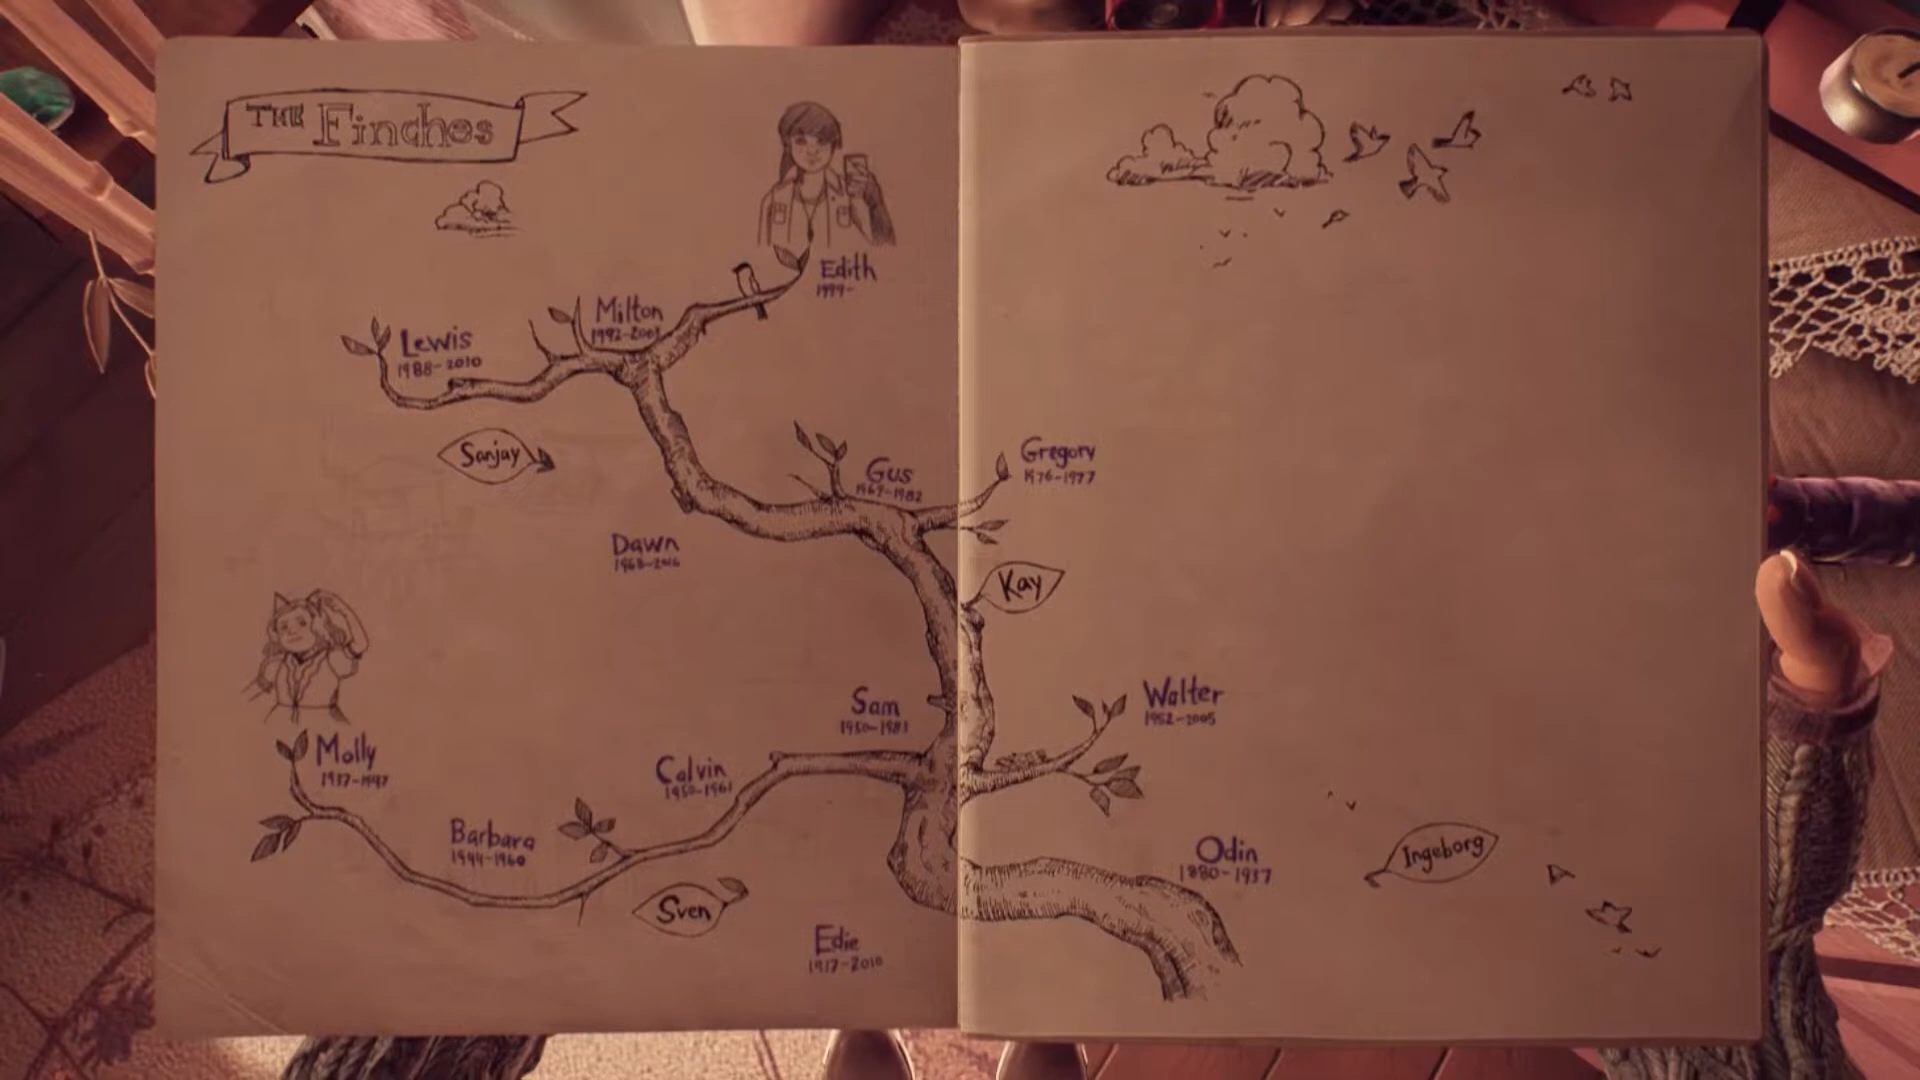 THE Finches
Edith
1999-
Milton
1992-2003
Lewis
1988-2010
Sanjay
Gus
1969-1982
Gregory
1976-1977
Dawn
1968-2016
Kay
Sam
1950-1983
Walter
1952-2005
Molly
1937-1947
Calvin
1950-1961
Barbara
1944-1960
Odin
1880-1937
Ingeborg
Sven
Edie
1917-2010